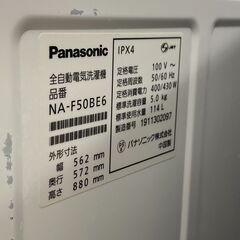 Panasonic
全自動電気洗濯機
品番
NA-F50BE6
外形寸法
幅 562 mm
奥行 572 mm
高さ 880 mm
IPX4
JET
定格電圧 100 V~
定格周波数 50/60 Hz
定格消費電力 400/430 W
標準洗濯容量 5.0 kg
標準使用水量 114 L
製造番号 1911302097
パナソニック株式会社
中国製